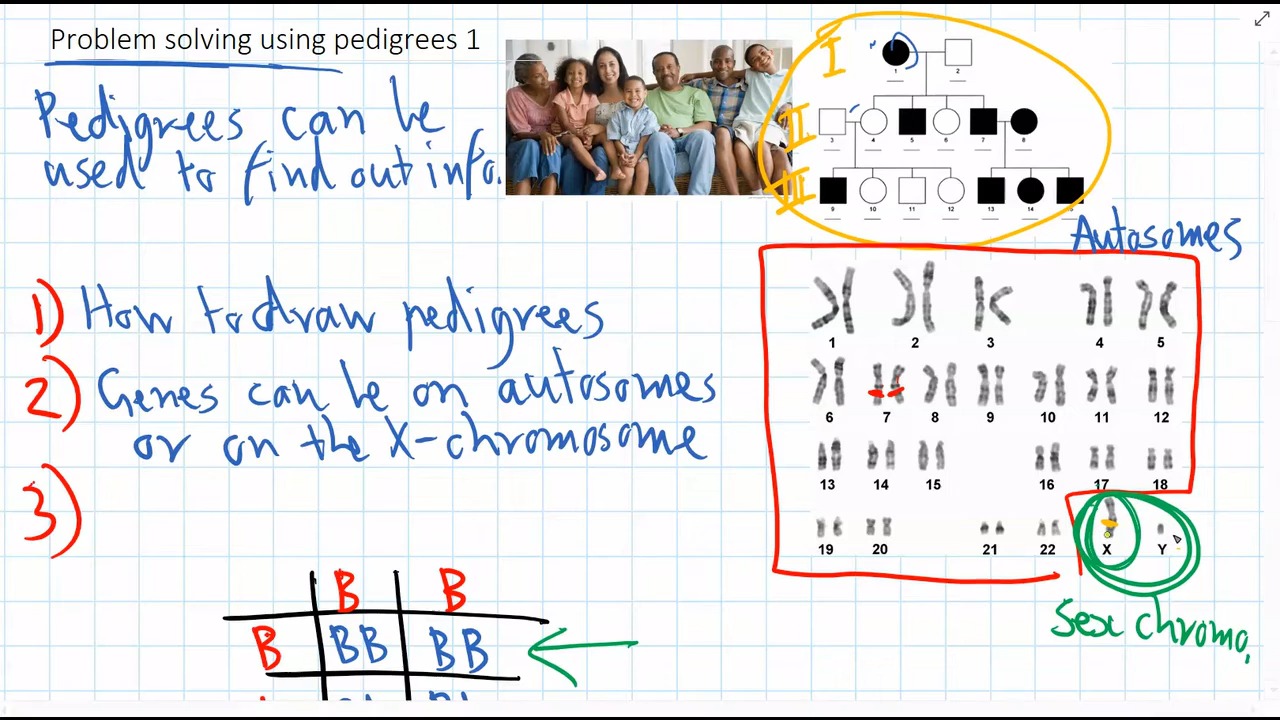 Problem solving using pedigrees 1
Pedigrees can be
used to find out info.
I
II
III
1 2
3 4 5 6 7 8
9 10 11 12 13 14
Autosomes
1) How to draw pedigrees
2) Genes can be on autosomes
or on the X-chromosome
3)
1 2 3 4 5
6 7 8 9 10 11 12
13 14 15 16 17 18
19 20 21 22 X Y
Sex chromo,
B B
B BB BB